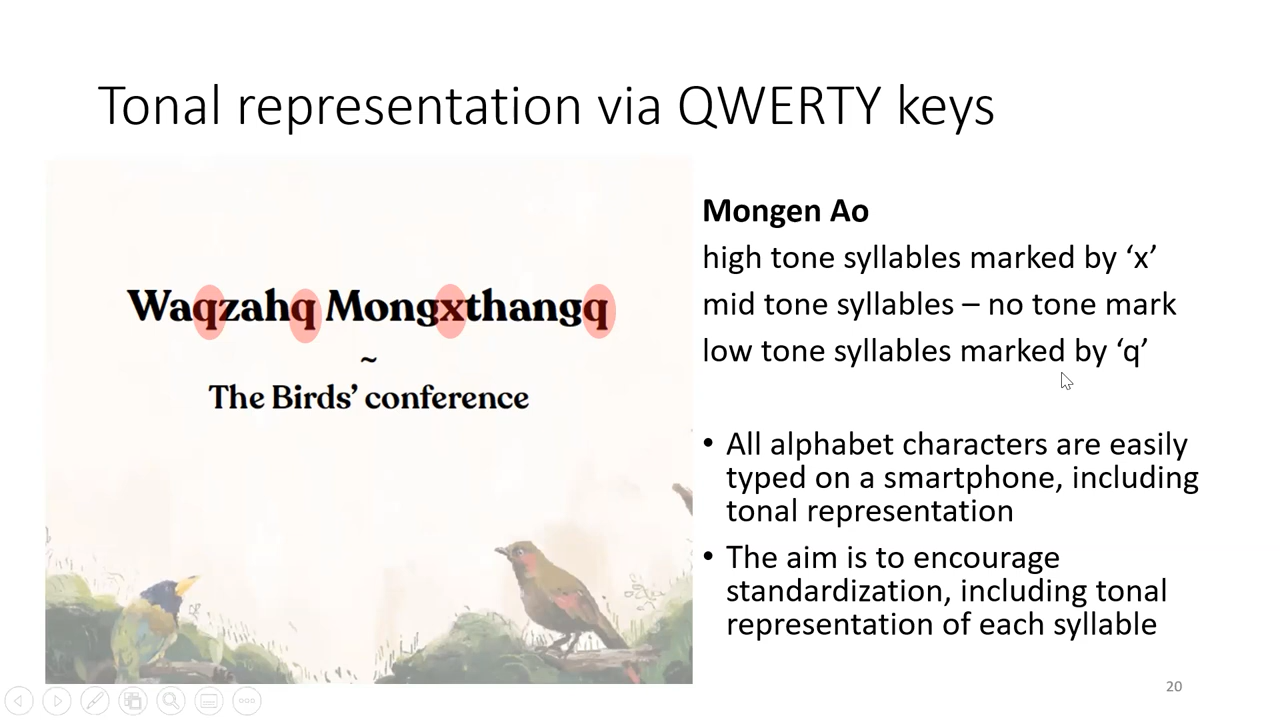 Tonal representation via QWERTY keys
Waqzahq Mongxthangq
~
The Birds’ conference
Mongen Ao
high tone syllables marked by ‘x’
mid tone syllables – no tone mark
low tone syllables marked by ‘q’
• All alphabet characters are easily
typed on a smartphone, including
tonal representation
• The aim is to encourage
standardization, including tonal
representation of each syllable
20